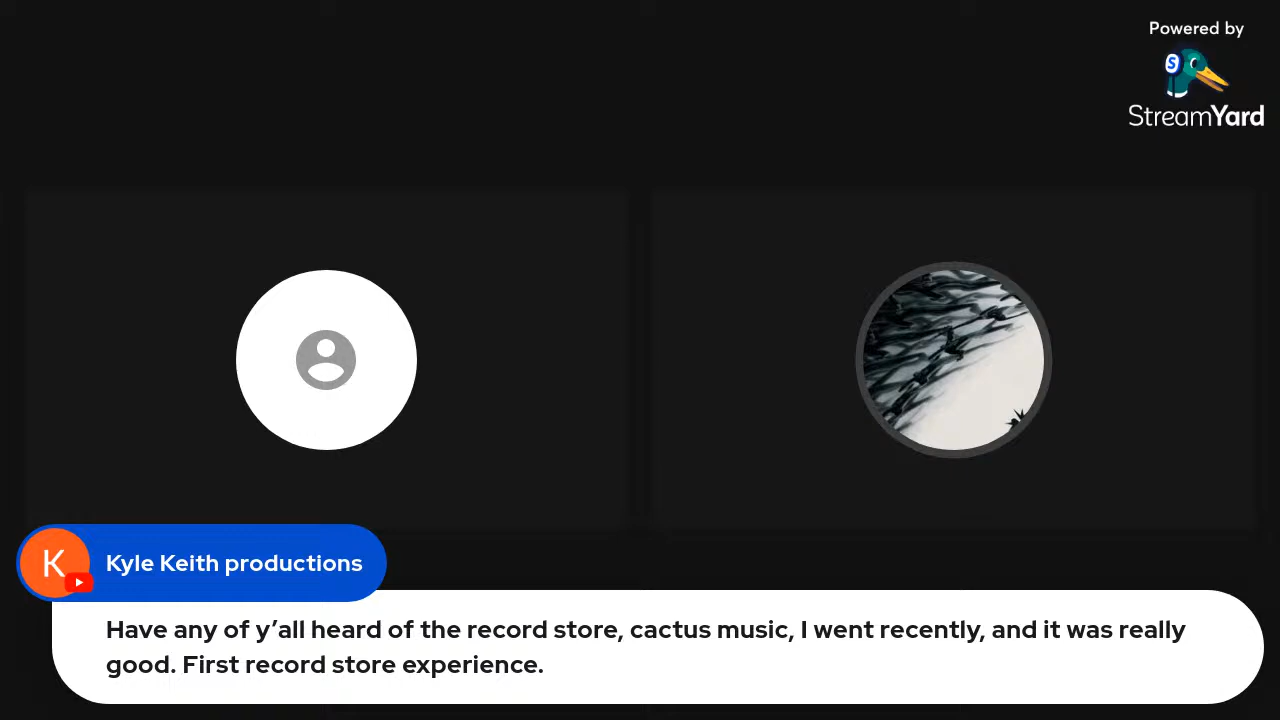 Powered by
S
StreamYard
K
Kyle Keith productions
Have any of y’all heard of the record store, cactus music, I went recently, and it was really
good. First record store experience.